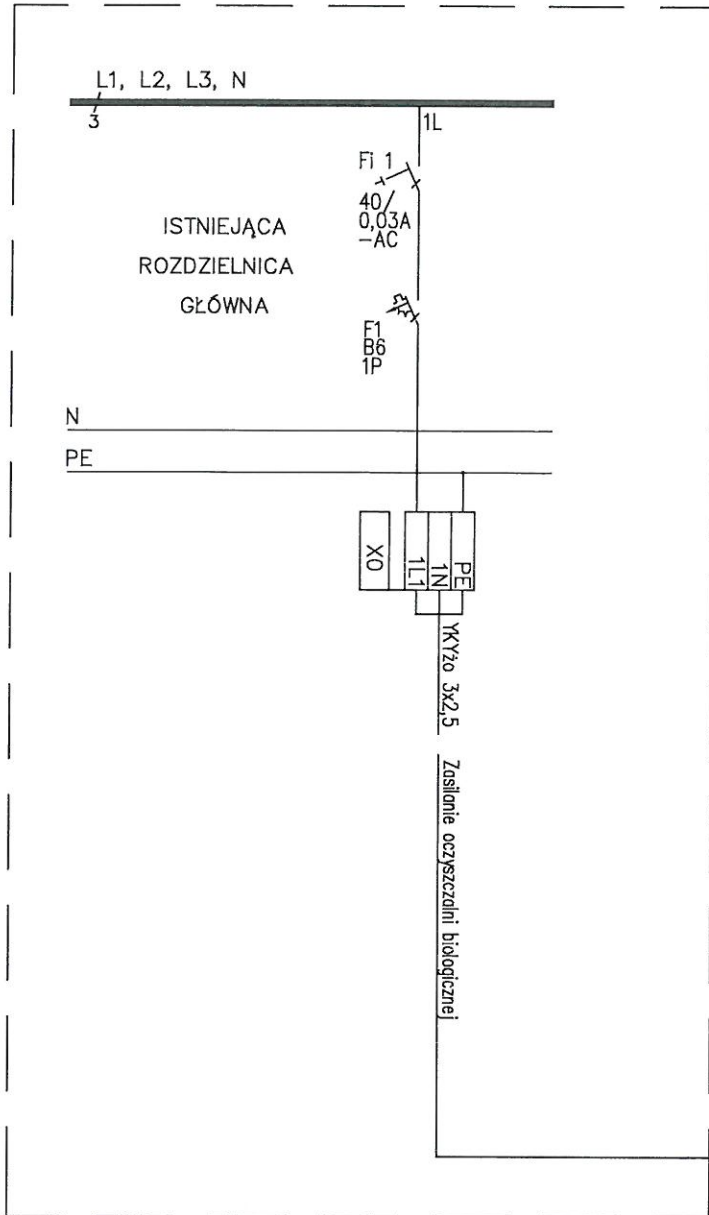 L1, L2, L3, N
3
1L
Fi 1
40/
0,03A
-AC
ISTNIEJĄCA
ROZDZIELNICA
GŁÓWNA
F1
B6
1P
N
PE
X0
1L1
1N
PE
YKYżo 3x2,5
Zasilanie oczyszczalni biologicznej